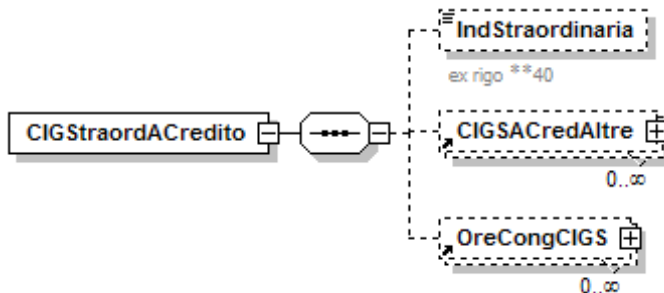 IndStraordinaria
ex rigo **40
CIGStraordACredito
CIGSACredAltre
0..∞
OreCongCIGS
0..∞